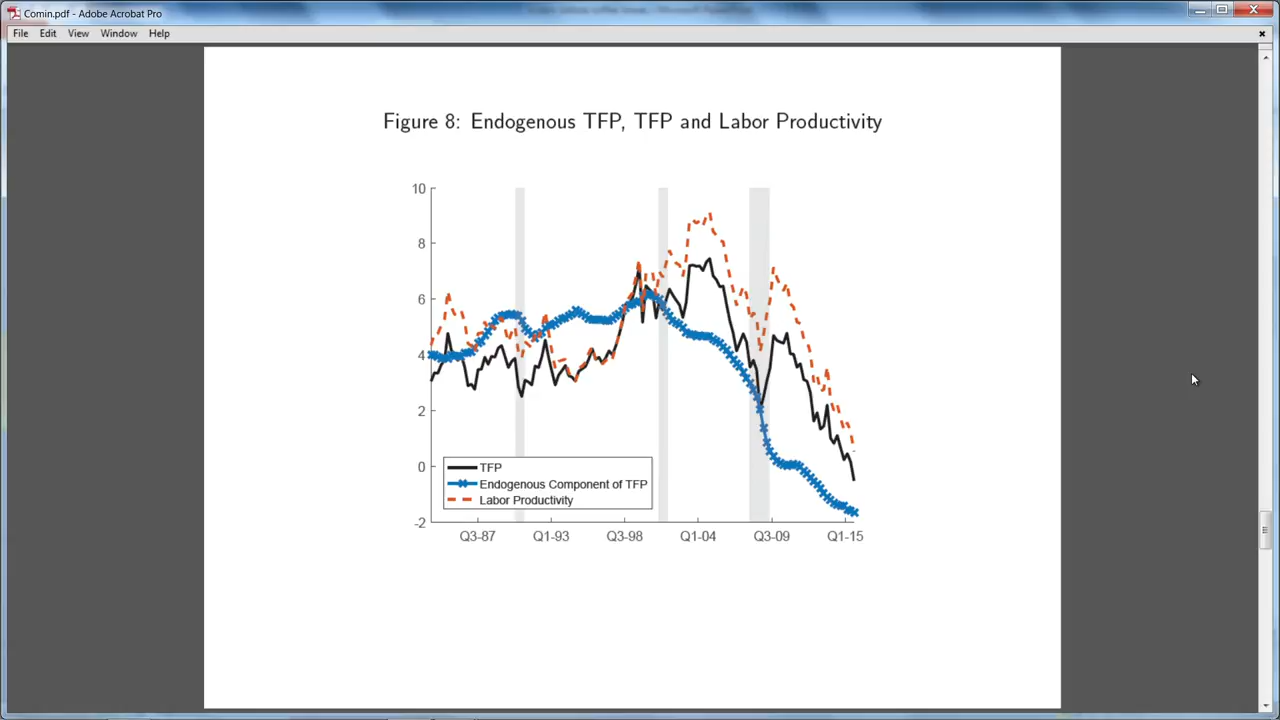 Comin.pdf - Adobe Acrobat Pro
File Edit View Window Help
Figure 8: Endogenous TFP, TFP and Labor Productivity
10
8
6
4
2
0
-2
TFP
Endogenous Component of TFP
Labor Productivity
Q3-87 Q1-93 Q3-98 Q1-04 Q3-09 Q1-15